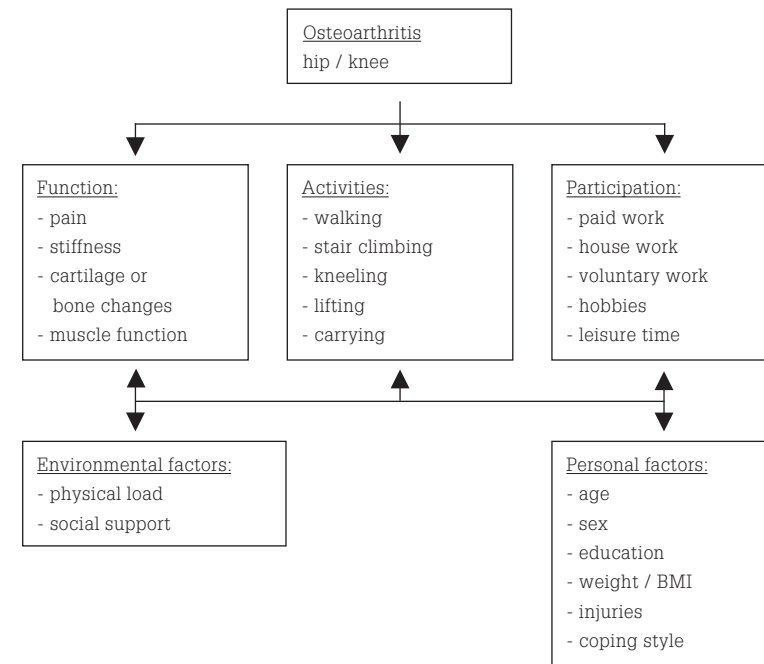 Osteoarthritis
hip / knee
Function:
- pain
- stiffness
- cartilage or
bone changes
- muscle function
Activities:
- walking
- stair climbing
- kneeling
- lifting
- carrying
Participation:
- paid work
- house work
- voluntary work
- hobbies
- leisure time
Environmental factors:
- physical load
- social support
Personal factors:
- age
- sex
- education
- weight / BMI
- injuries
- coping style